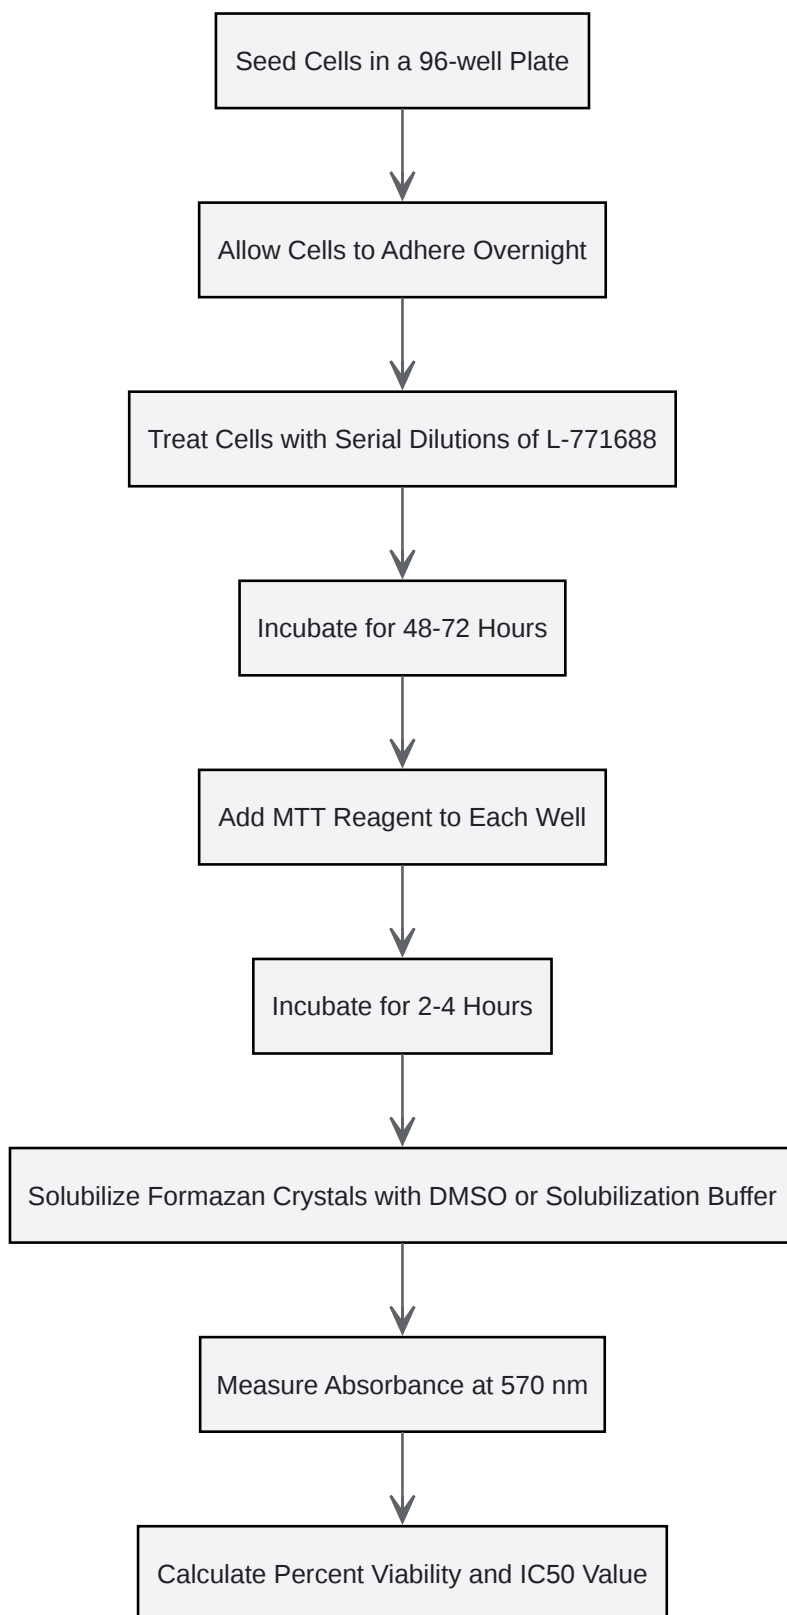 Seed Cells in a 96-well Plate
Allow Cells to Adhere Overnight
Treat Cells with Serial Dilutions of L-771688
Incubate for 48-72 Hours
Add MTT Reagent to Each Well
Incubate for 2-4 Hours
Solubilize Formazan Crystals with DMSO or Solubilization Buffer
Measure Absorbance at 570 nm
Calculate Percent Viability and IC50 Value